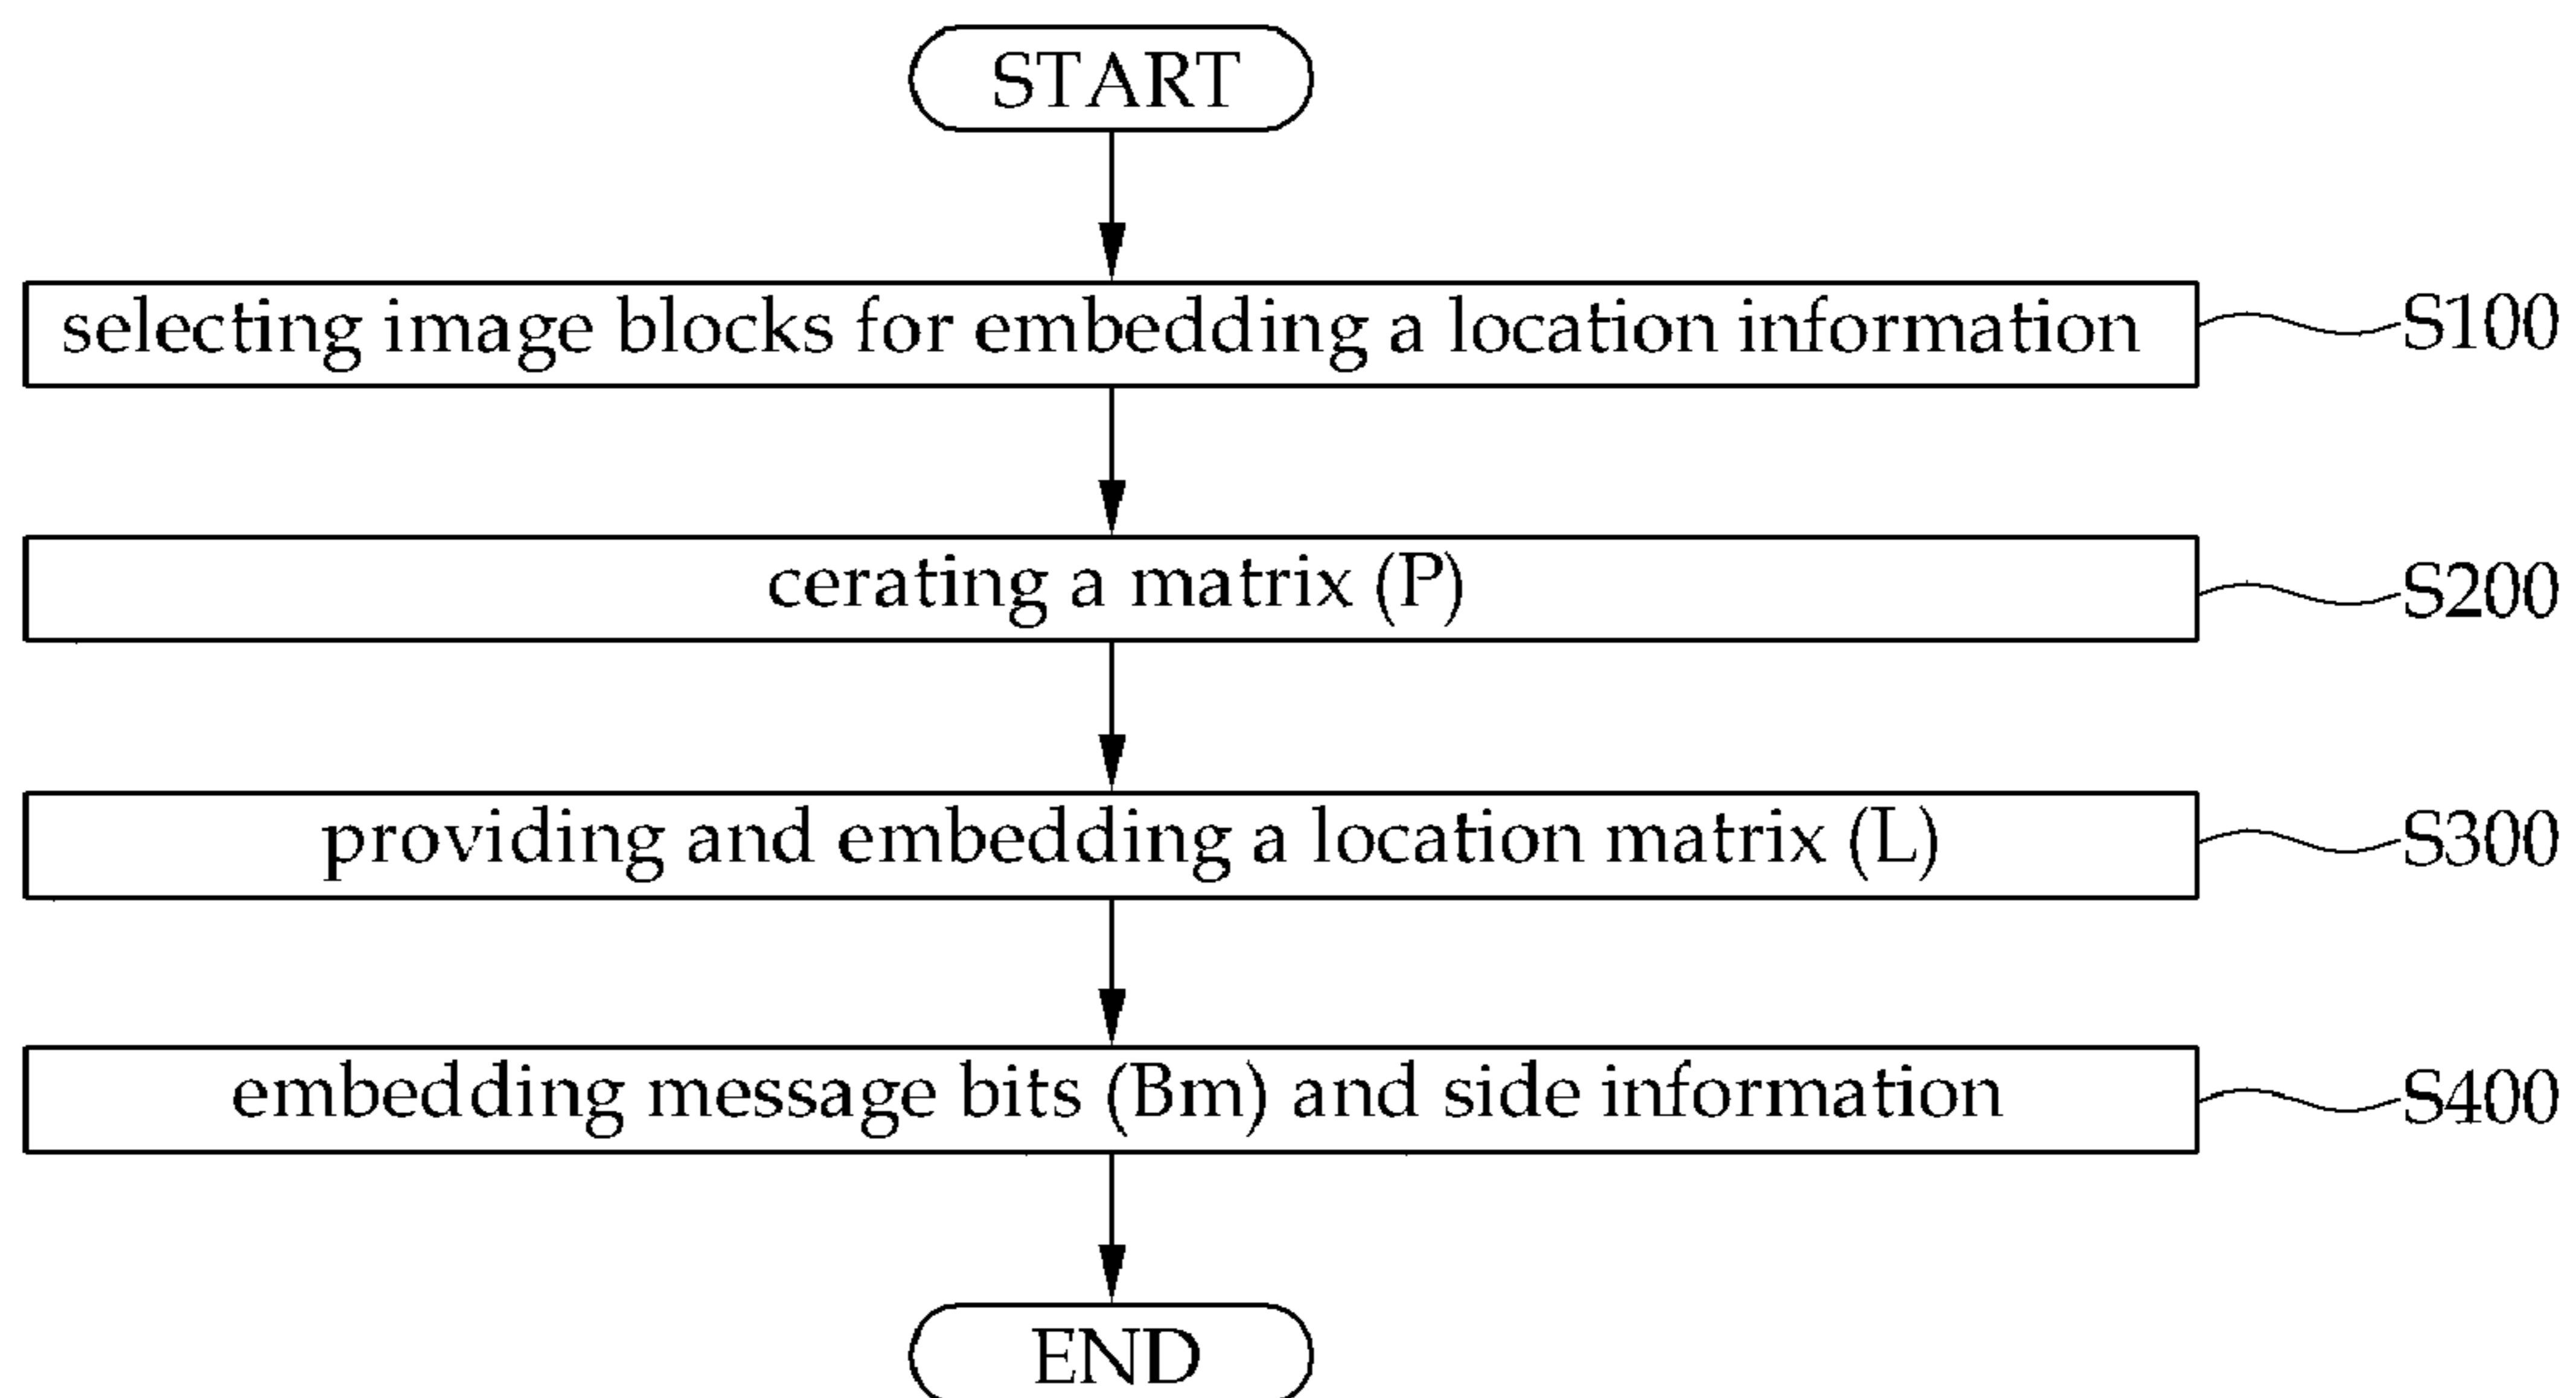 START
selecting image blocks for embedding a location information
S100
cerating a matrix (P)
S200
providing and embedding a location matrix (L)
S300
embedding message bits (Bm) and side information
S400
END